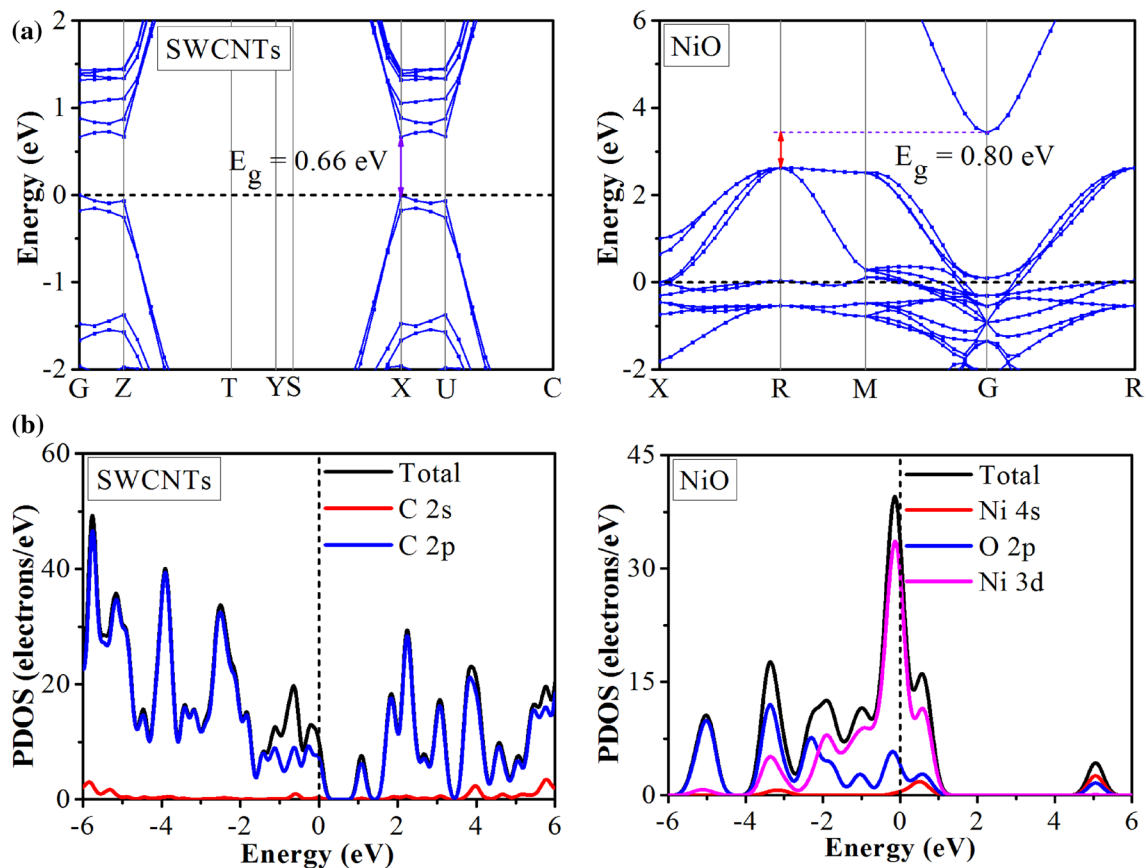 (a)
2
1
0
-1
-2
Energy (eV)
SWCNTs
E_g = 0.66 eV
G Z T Y S X U C
6
4
2
0
-2
Energy (eV)
NiO
E_g = 0.80 eV
X R M G R
(b)
60
40
20
0
PDOS (electrons/eV)
SWCNTs
Total
C 2s
C 2p
-6 -4 -2 0 2 4 6
Energy (eV)
45
30
15
0
PDOS (electrons/eV)
NiO
Total
Ni 4s
O 2p
Ni 3d
-6 -4 -2 0 2 4 6
Energy (eV)